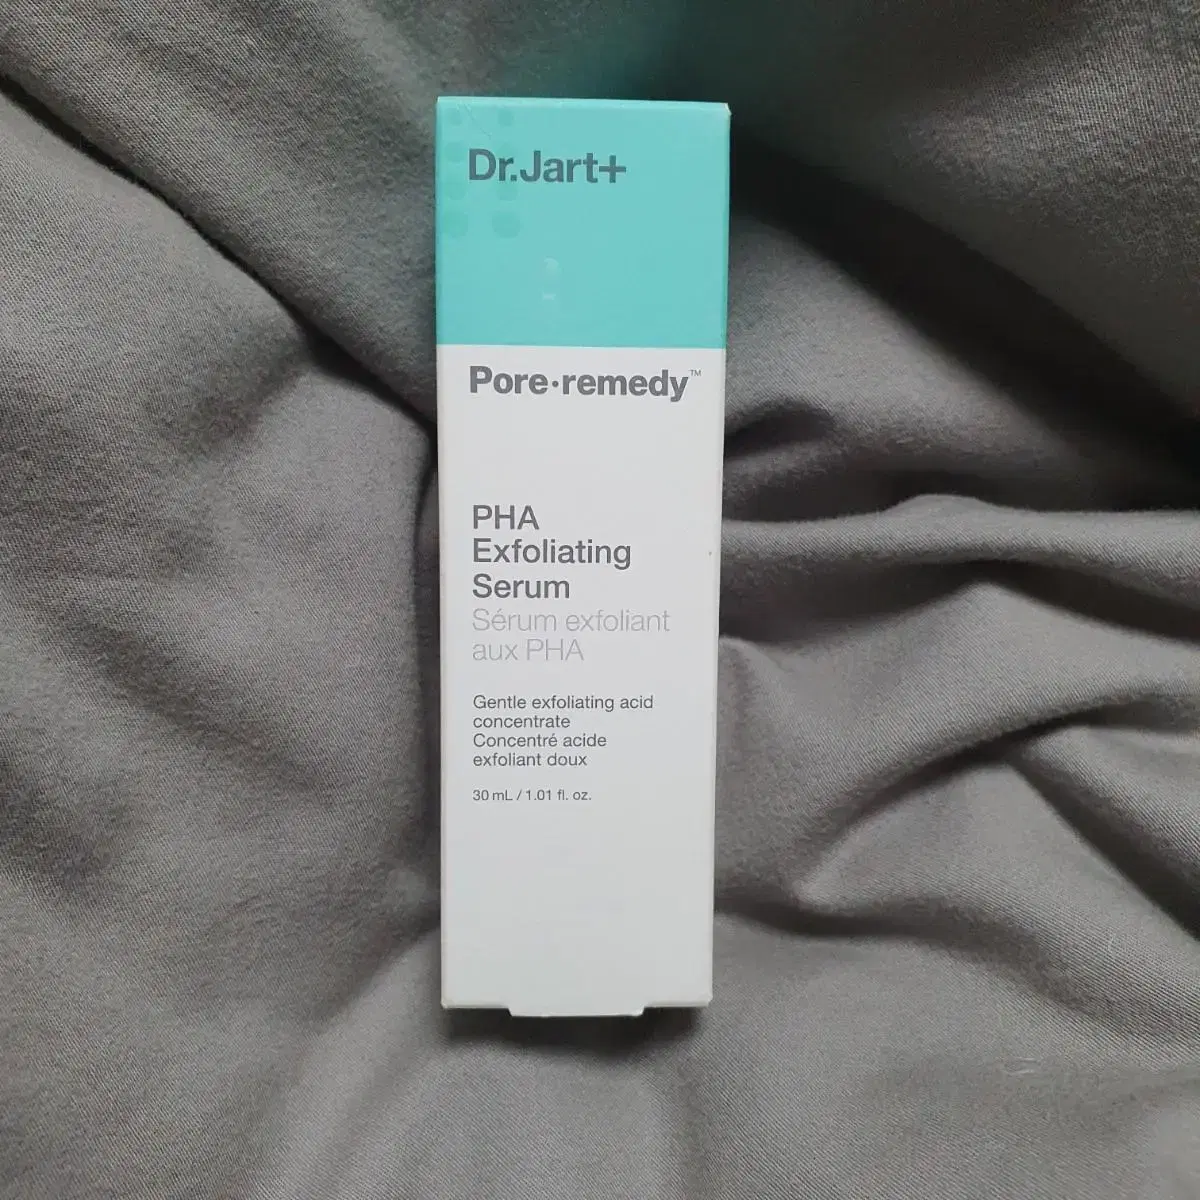 Dr.Jart+
Pore·remedy™
PHA
Exfoliating
Serum
Sérum exfoliant
aux PHA
Gentle exfoliating acid
concentrate
Concentré acide
exfoliant doux
30 mL / 1.01 fl. oz.